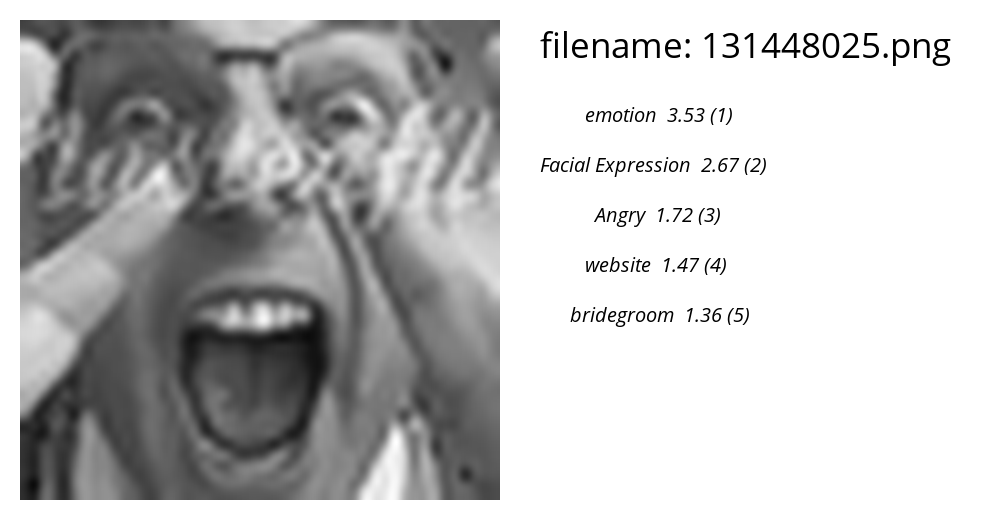 filename: 131448025.png
emotion 3.53 (1)
Facial Expression 2.67 (2)
Angry 1.72 (3)
website 1.47 (4)
bridegroom 1.36 (5)